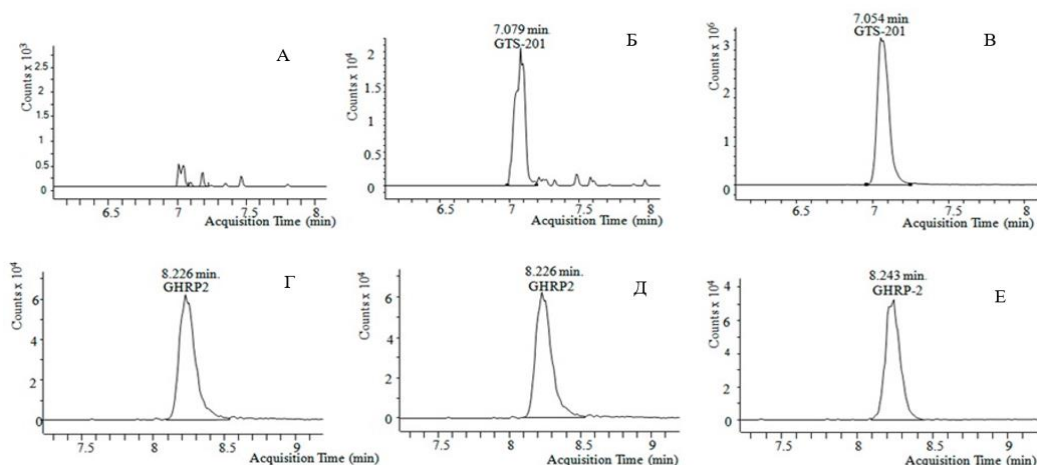 А
Counts x 10³
2.5
2
1.5
1
0.5
0
6.5 7 7.5 8.
Acquisition Time (min)
Б
7.079 min.
GTS-201
Counts x 10⁴
2
1.5
1
0.5
0
6.5 7 7.5 8
Acquisition Time (min)
В
7.054 min
GTS-201
Counts x 10⁶
3
2
1
0
6.5 7 7.5 8
Acquisition Time (min)
Г
8.226 min.
GHRP2
Counts x 10⁴
6
4
2
0
7.5 8 8.5 9
Acquisition Time (min)
Д
8.226 min.
GHRP2
Counts x 10⁴
6
4
2
0
7.5 8 8.5 9
Acquisition Time (min)
Е
8.243 min.
GHRP-2
Counts x 10⁴
4
3
2
1
0
7.5 8 8.5 9
Acquisition Time (min)